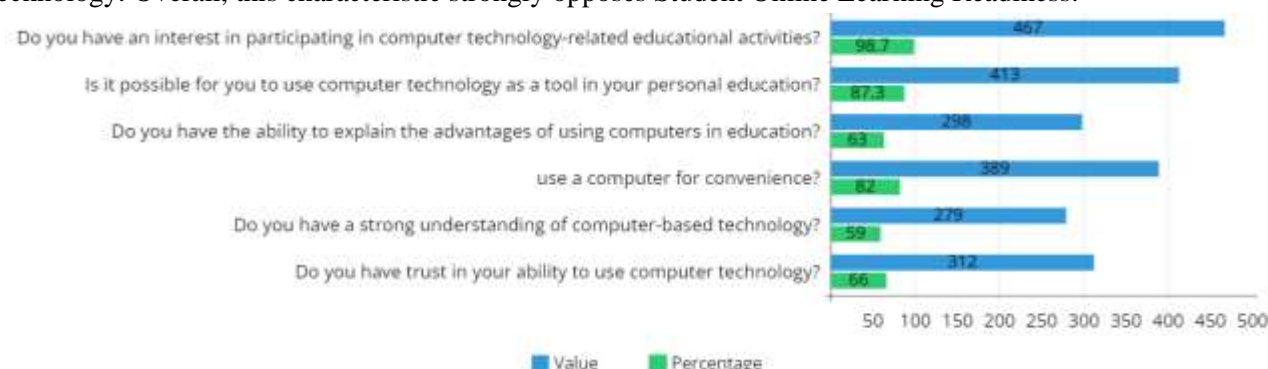 echnology. Overall, this characteristic strongly opposes Student Online Learning Readiness.
Do you have an interest in participating in computer technology-related educational activities?
467
98.7
Is it possible for you to use computer technology as a tool in your personal education?
413
87.3
Do you have the ability to explain the advantages of using computers in education?
298
63
use a computer for convenience?
389
82
Do you have a strong understanding of computer-based technology?
279
59
Do you have trust in your ability to use computer technology?
312
66
50 100 150 200 250 300 350 400 450 500
Value Percentage